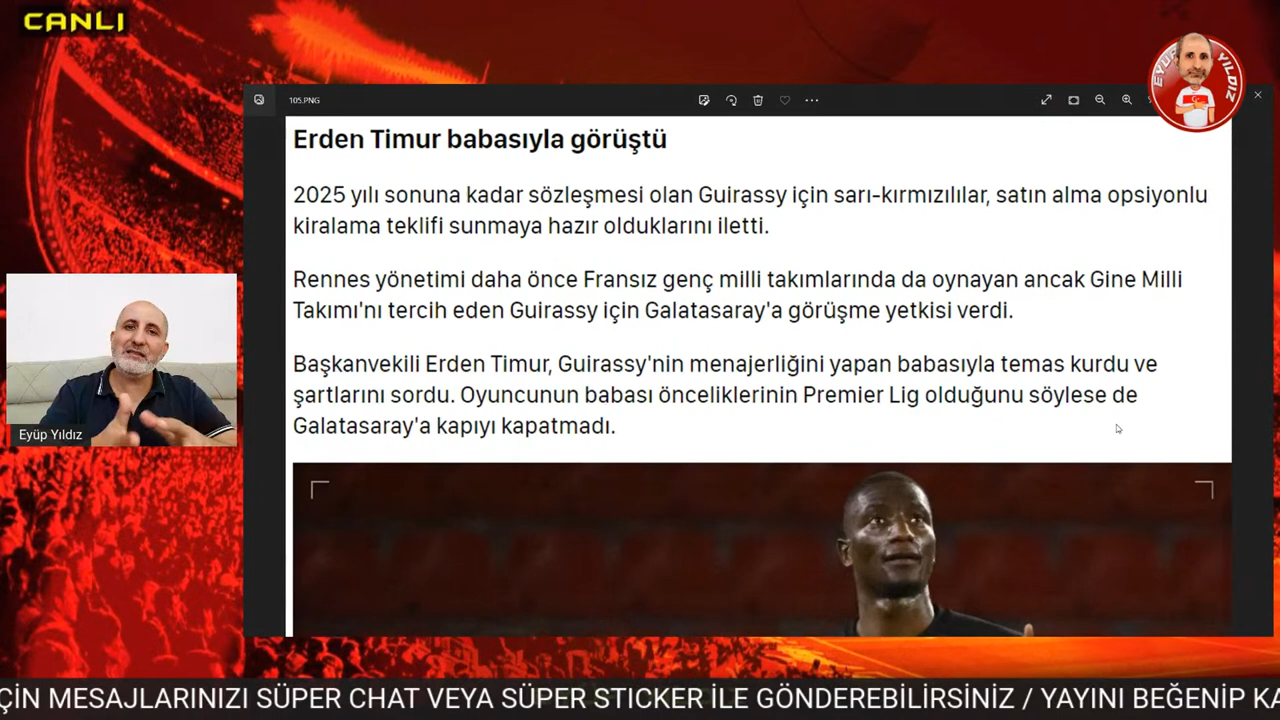 CANLI
EYÜP YILDIZ
105.PNG
Erden Timur babasıyla görüştü
2025 yılı sonuna kadar sözleşmesi olan Guirassy için sarı-kırmızılılar, satın alma opsiyonlu
kiralama teklifi sunmaya hazır olduklarını iletti.
Rennes yönetimi daha önce Fransız genç milli takımlarında da oynayan ancak Gine Milli
Takımı'nı tercih eden Guirassy için Galatasaray'a görüşme yetkisi verdi.
Başkanvekili Erden Timur, Guirassy'nin menajerliğini yapan babasıyla temas kurdu ve
şartlarını sordu. Oyuncunun babası önceliklerinin Premier Lig olduğunu söylese de
Galatasaray'a kapıyı kapatmadı.
Eyüp Yıldız
ÇİN MESAJLARINIZI SÜPER CHAT VEYA SÜPER STICKER İLE GÖNDEREBİLİRSİNİZ / YAYINI BEĞENİP KA